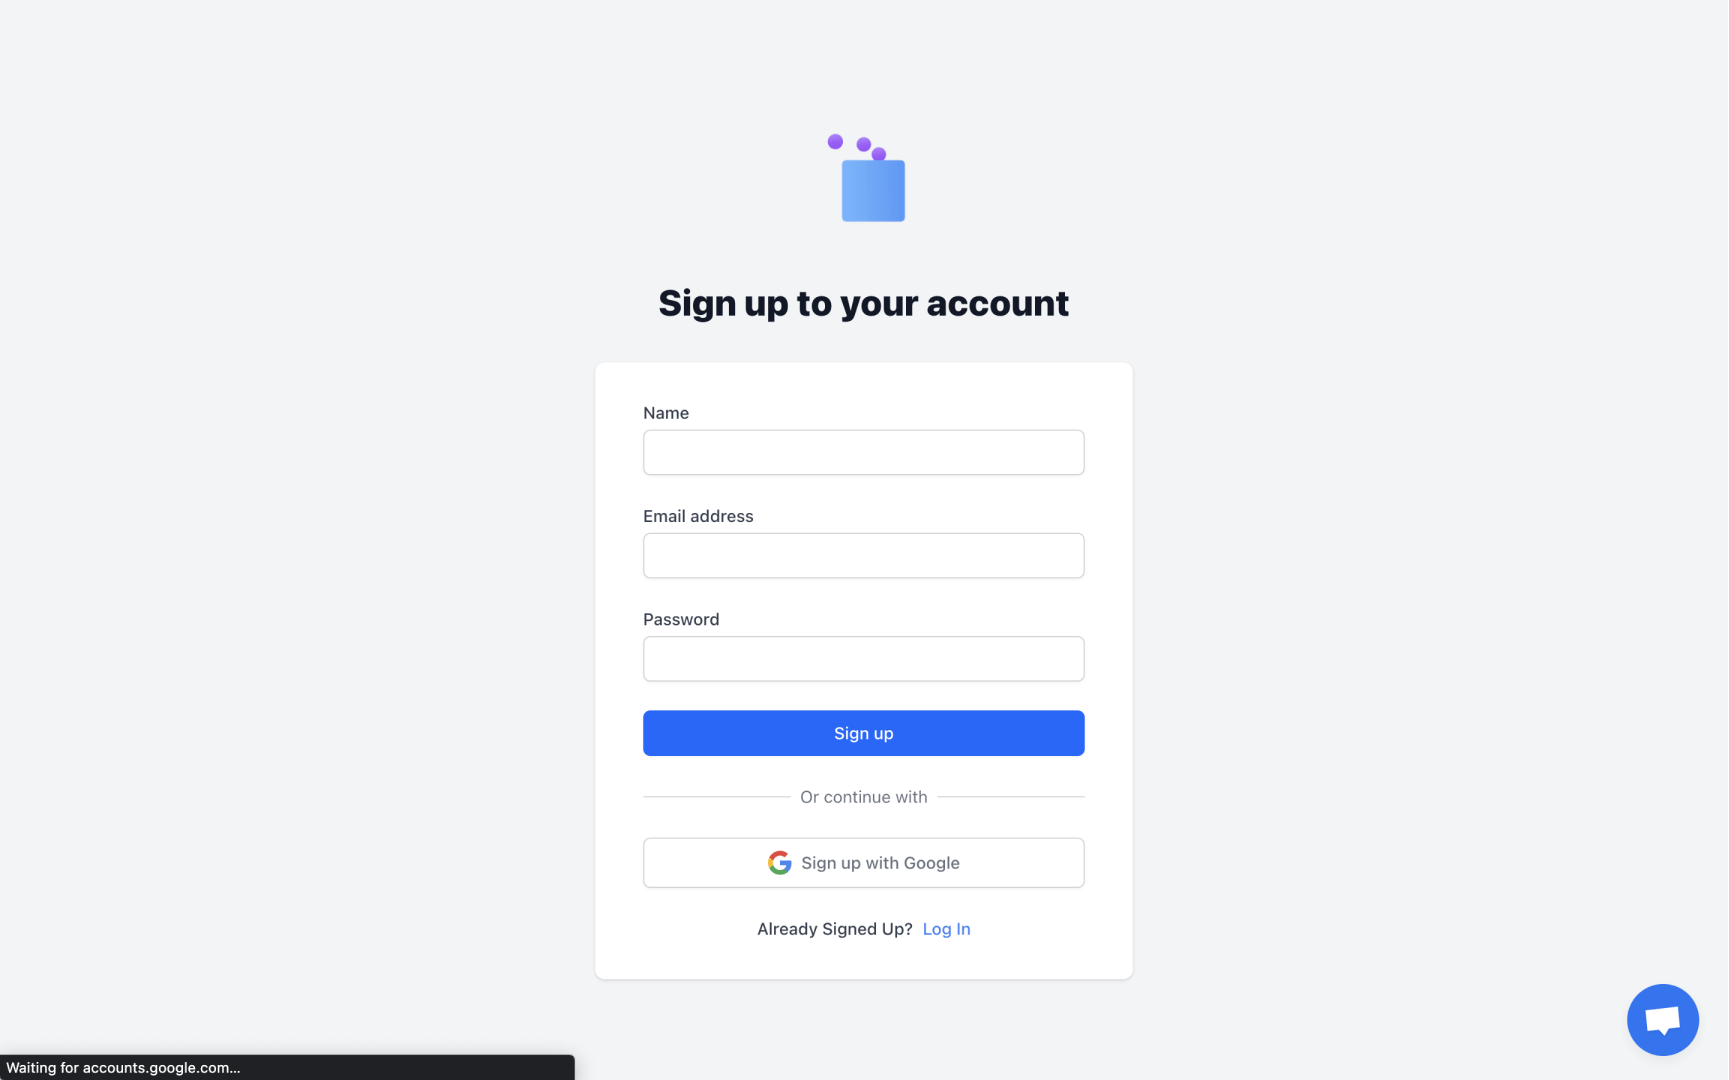 Sign up to your account
Name
Email address
Password
Sign up
Or continue with
Sign up with Google
Already Signed Up? Log In
Waiting for accounts.google.com...